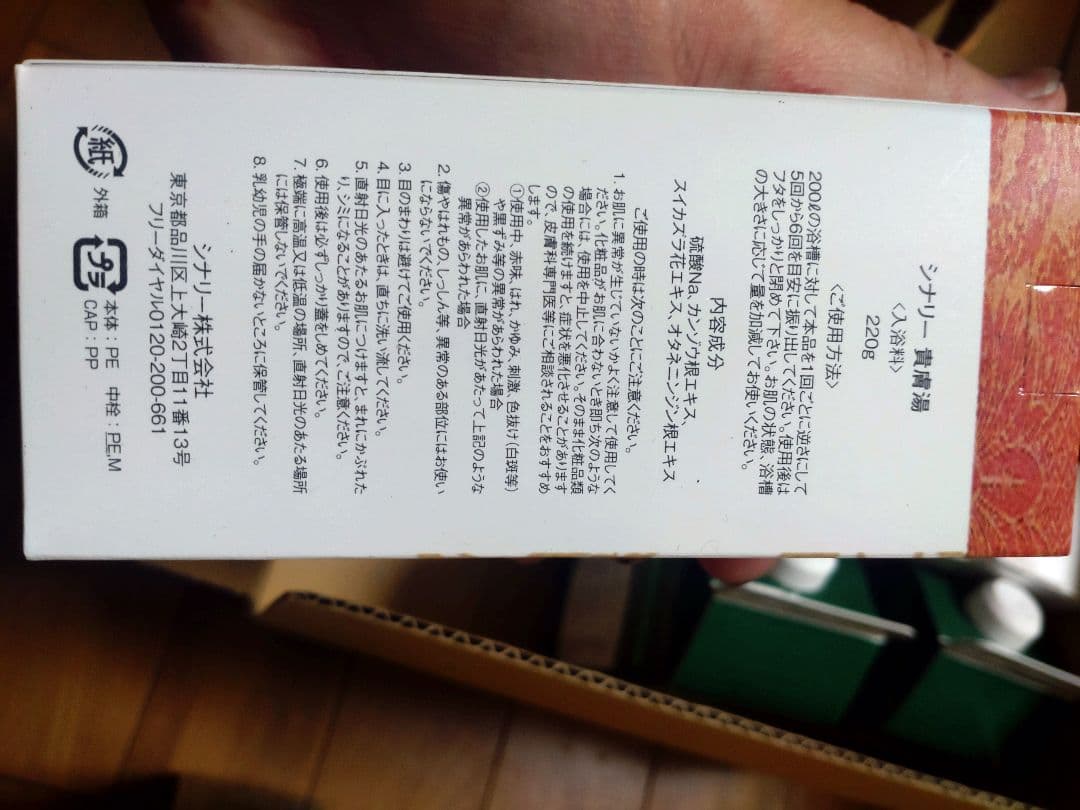 シナリー 貴膚湯
〈入浴料〉
220g
〈ご使用方法〉
200ℓの浴槽に対して本品を1回ごとに逆さにして
5回から6回を目安に振り出してください。使用後は
フタをしっかりと閉めて下さい。お肌の状態、浴槽
の大きさに応じて量を加減してお使いください。
内容成分
硫酸Na、カンゾウ根エキス、
スイカズラ花エキス、オタネニンジン根エキス
ご使用の時は次のことにご注意ください。
1. お肌に異常が生じていないかよく注意して使用してく
ださい。化粧品がお肌に合わないとき即ち次のような
場合には、使用を中止してください。そのまま化粧品類
の使用を続けますと、症状を悪化させることがあります
ので、皮膚科専門医等にご相談されることをおすすめ
します。
①使用中、赤味、はれ、かゆみ、刺激、色抜け(白斑等)
や黒ずみ等の異常があらわれた場合
②使用したお肌に、直射日光があたって上記のような
異常があらわれた場合
2. 傷やはれもの、しっしん等、異常のある部位にはお使い
にならないでください。
3. 目のまわりは避けてご使用ください。
4. 目に入ったときは、直ちに洗い流してください。
5. 直射日光のあたるお肌につけますと、まれにかぶれた
り、シミになることがありますので、ご注意ください。
6. 使用後は必ずしっかり蓋をしめてください。
7. 極端に高温又は低温の場所、直射日光のあたる場所
には保管しないでください。
8. 乳幼児の手の届かないところに保管してください。
シナリー株式会社
東京都品川区上大崎2丁目11番13号
フリーダイヤル0120-200-661
紙 外箱 プラ 本体 : PE 中栓 : PE,M
CAP : PP